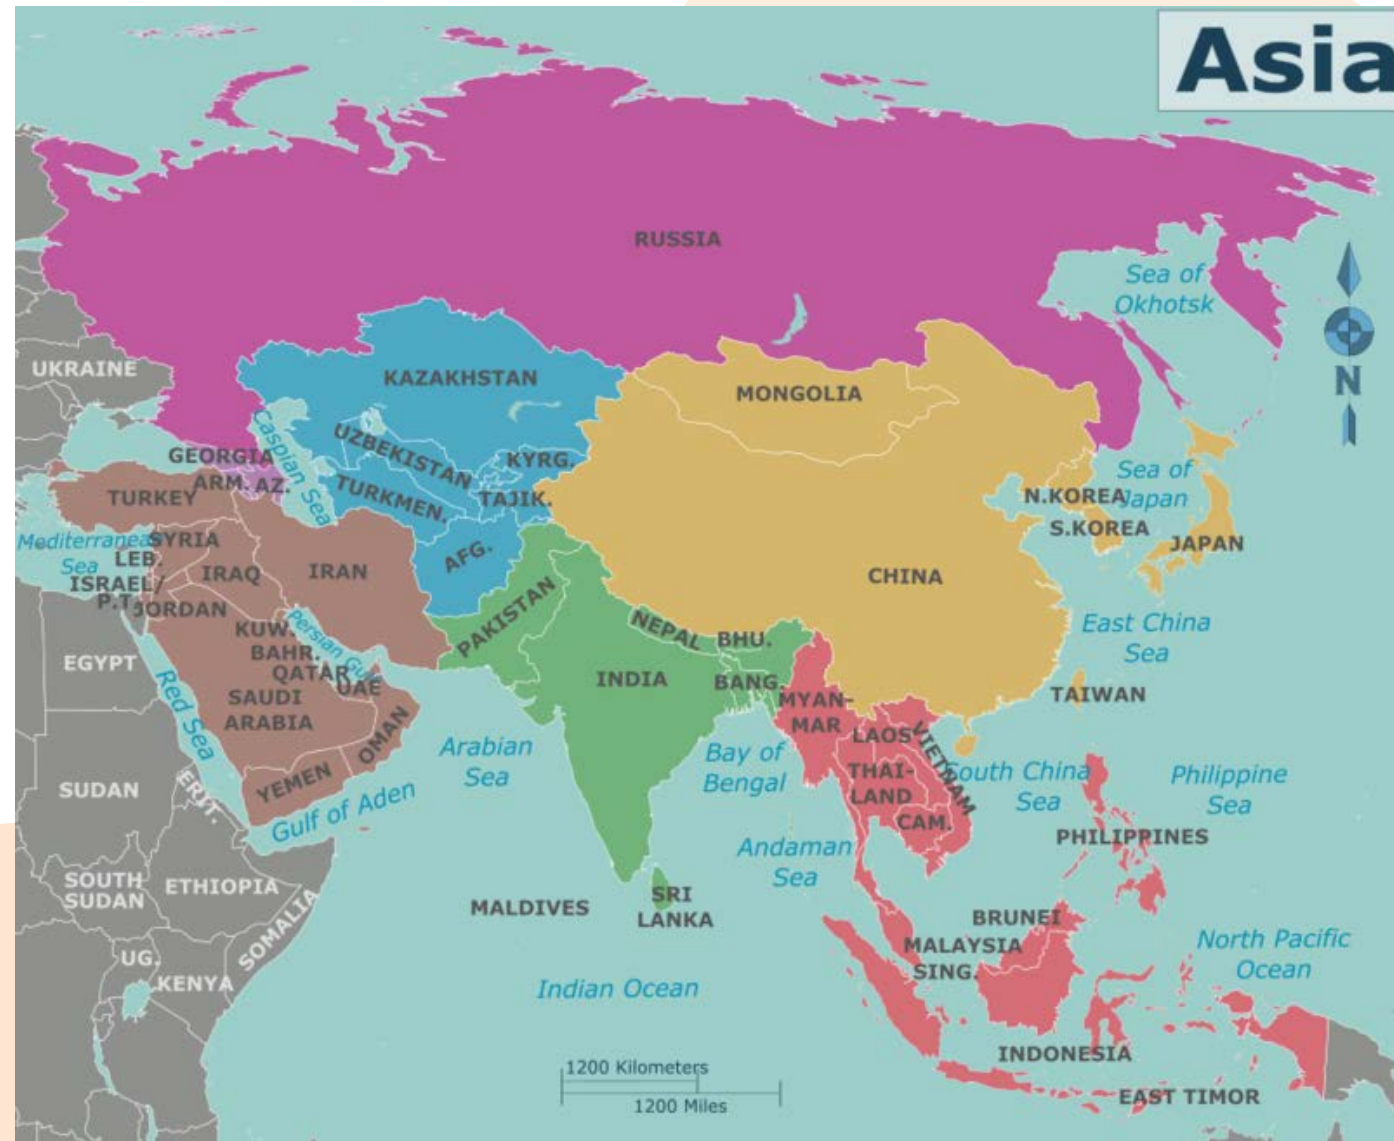 Asia
RUSSIA
Sea of
Okhotsk
UKRAINE
KAZAKHSTAN
MONGOLIA
N
Caspian Sea
GEORGIA
UZBEKISTAN
KYRG.
ARM.
AZ.
TURKEY
TURKMEN.
TAJIK.
Sea of
Japan
N.KOREA
S.KOREA
JAPAN
Mediterranean
Sea
SYRIA
LEB.
IRAQ
IRAN
AFG.
CHINA
ISRAEL/
P.T.
JORDAN
PAKISTAN
KUW.
Persian Gulf
BAHR.
QATAR
UAE
NEPAL
BHU.
East China
Sea
EGYPT
Red Sea
SAUDI
ARABIA
OMAN
INDIA
BANG.
MYAN-
MAR
TAIWAN
LAOS
VIETNAM
Arabian
Sea
Bay of
Bengal
THAI-
LAND
South China
Sea
Philippine
Sea
SUDAN
ERIT.
YEMEN
Gulf of Aden
CAM.
PHILIPPINES
Andaman
Sea
SOUTH
SUDAN
ETHIOPIA
SOMALIA
MALDIVES
SRI
LANKA
BRUNEI
MALAYSIA
SING.
North Pacific
Ocean
UG.
KENYA
Indian Ocean
INDONESIA
1200 Kilometers
1200 Miles
EAST TIMOR